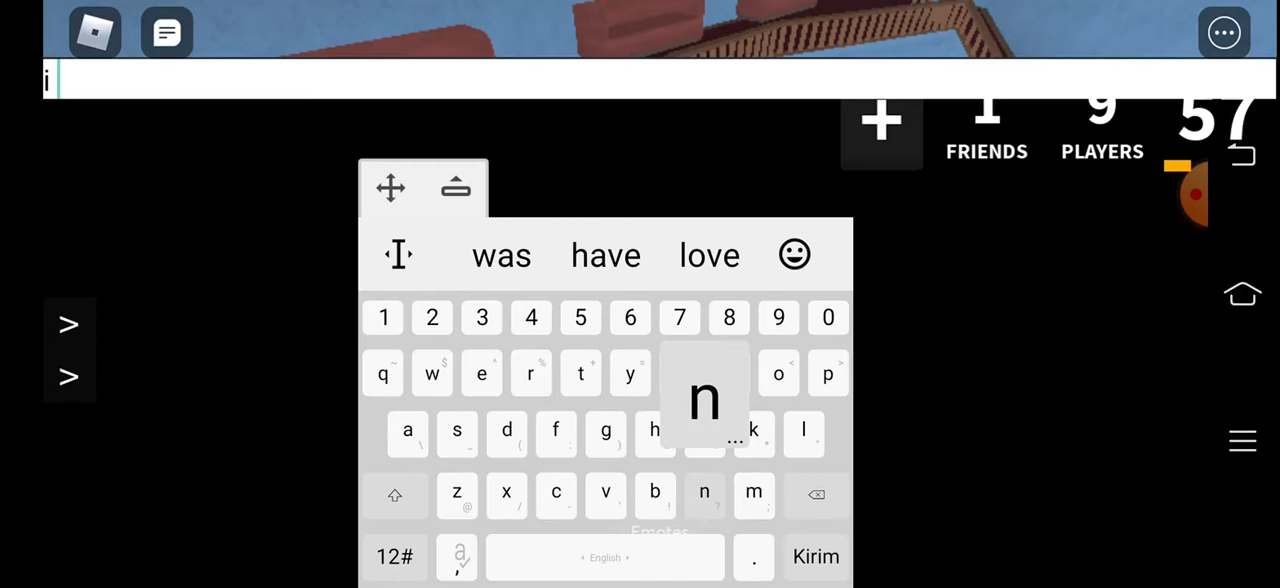 i
1 9 57
FRIENDS PLAYERS
> 
>
was have love
1 2 3 4 5 6 7 8 9 0
q ~ w $ e ^ r % t + y = o < p >
n
a \ s _ d ( f : g ) h ... k * l "
z @ x / c - v ' b ! n ? m ;
Emotes
12# a , English . Kirim